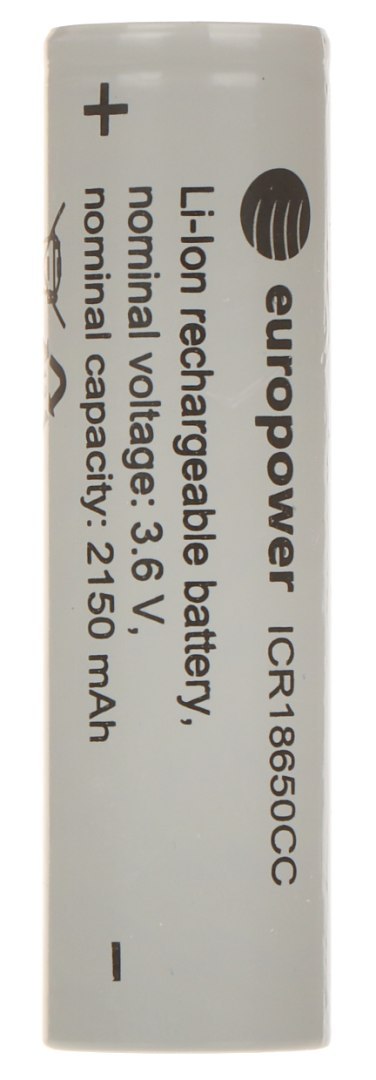 +
europower ICR18650CC
Li-Ion rechargeable battery,
nominal voltage: 3.6 V,
nominal capacity: 2150 mAh
-